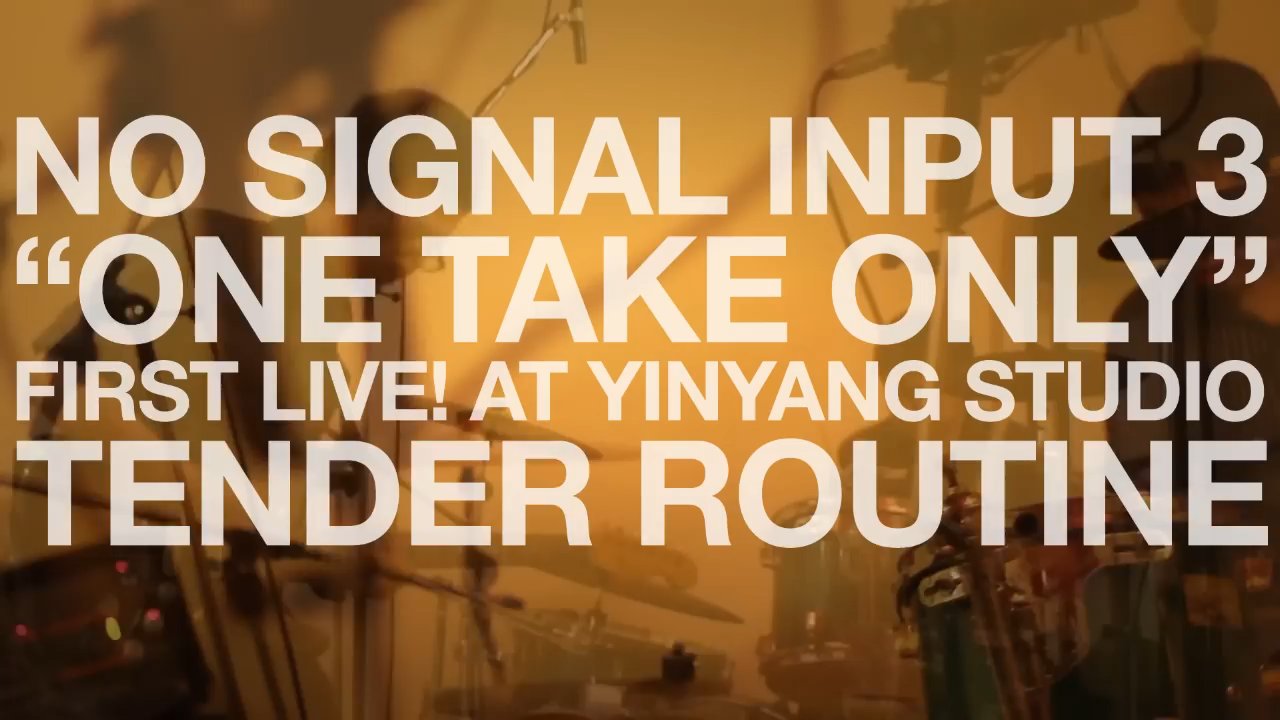 NO SIGNAL INPUT 3
“ONE TAKE ONLY”
FIRST LIVE! AT YINYANG STUDIO
TENDER ROUTINE